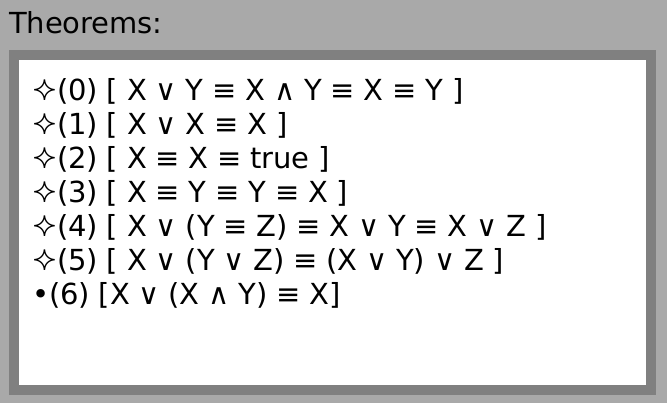 Theorems:
✧(0) [ X ∨ Y ≡ X ∧ Y ≡ X ≡ Y ]
✧(1) [ X ∨ X ≡ X ]
✧(2) [ X ≡ X ≡ true ]
✧(3) [ X ≡ Y ≡ Y ≡ X ]
✧(4) [ X ∨ (Y ≡ Z) ≡ X ∨ Y ≡ X ∨ Z ]
✧(5) [ X ∨ (Y ∨ Z) ≡ (X ∨ Y) ∨ Z ]
•(6) [X ∨ (X ∧ Y) ≡ X]